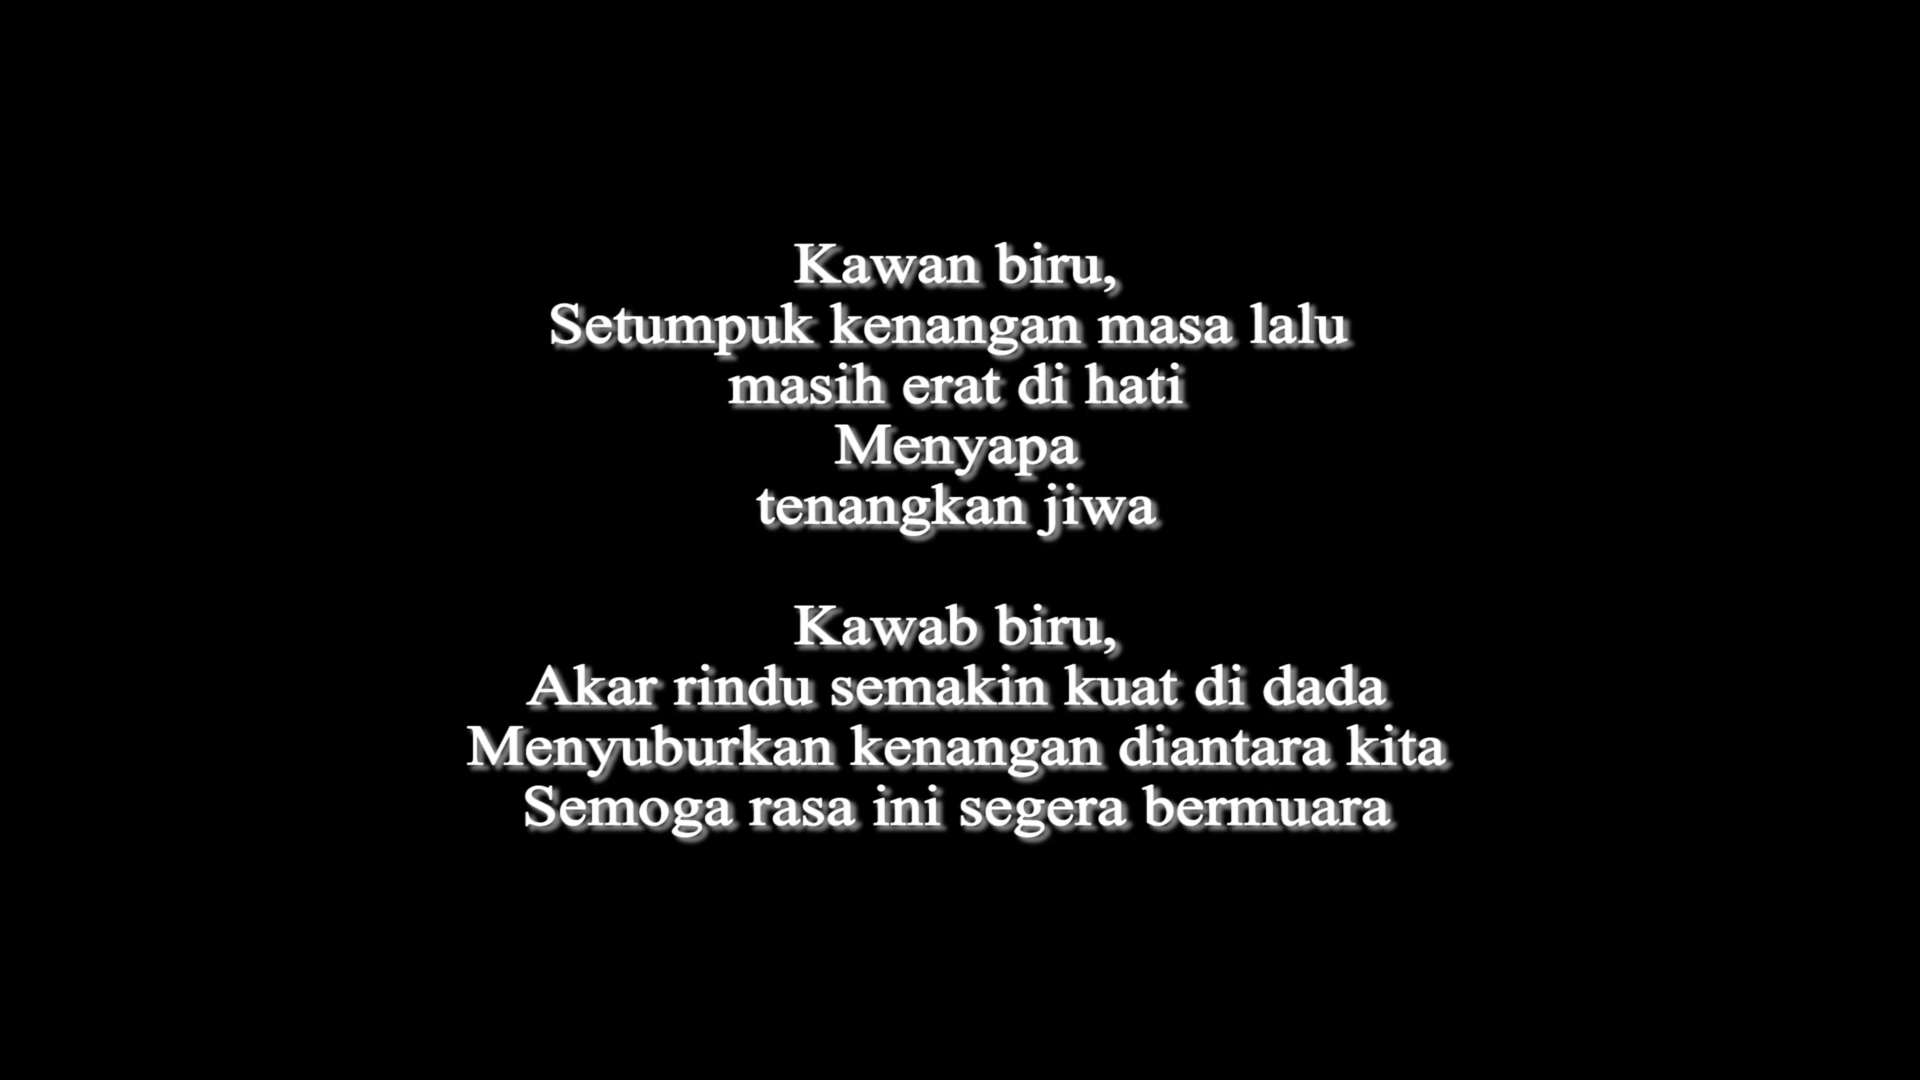 Kawan biru,
Setumpuk kenangan masa lalu
masih erat di hati
Menyapa
tenangkan jiwa
Kawab biru,
Akar rindu semakin kuat di dada
Menyuburkan kenangan diantara kita
Semoga rasa ini segera bermuara